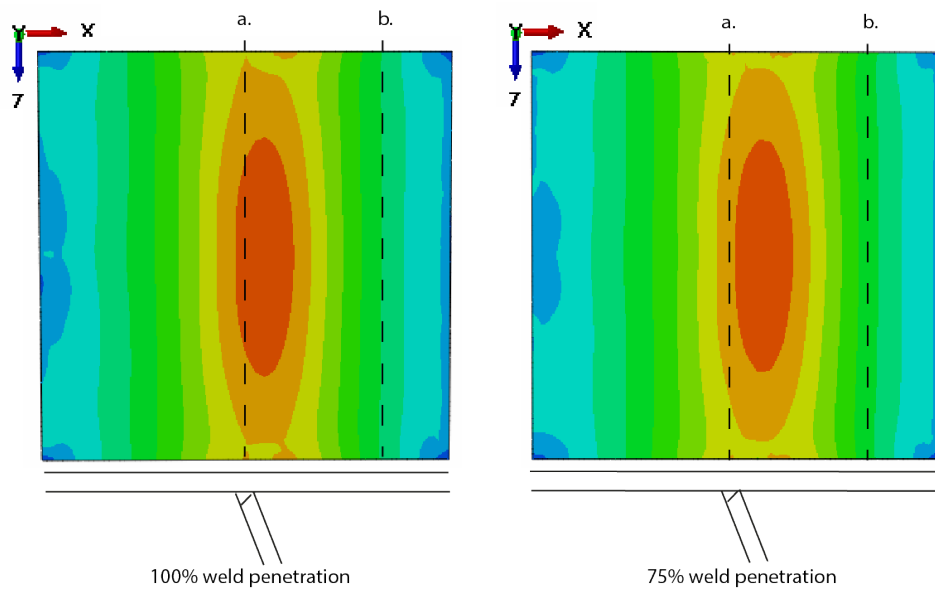 a. b. a. b.
Y X Y X
Z Z
100% weld penetration 75% weld penetration